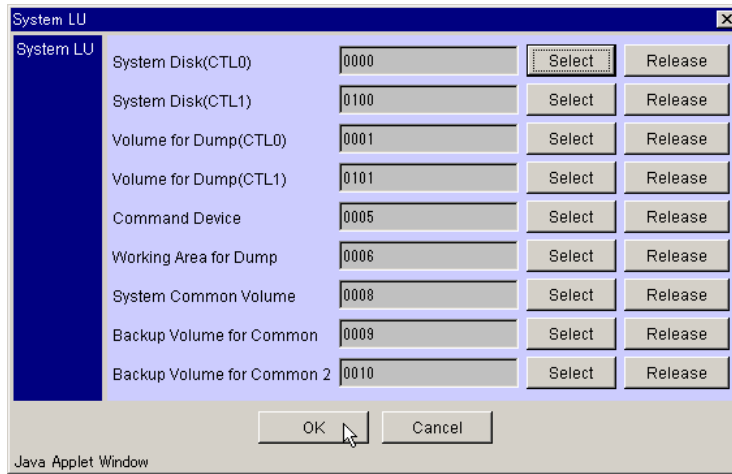 System LU
System LU
System Disk(CTL0) 0000 Select Release
System Disk(CTL1) 0100 Select Release
Volume for Dump(CTL0) 0001 Select Release
Volume for Dump(CTL1) 0101 Select Release
Command Device 0005 Select Release
Working Area for Dump 0006 Select Release
System Common Volume 0008 Select Release
Backup Volume for Common 0009 Select Release
Backup Volume for Common 2 0010 Select Release
OK Cancel
Java Applet Window